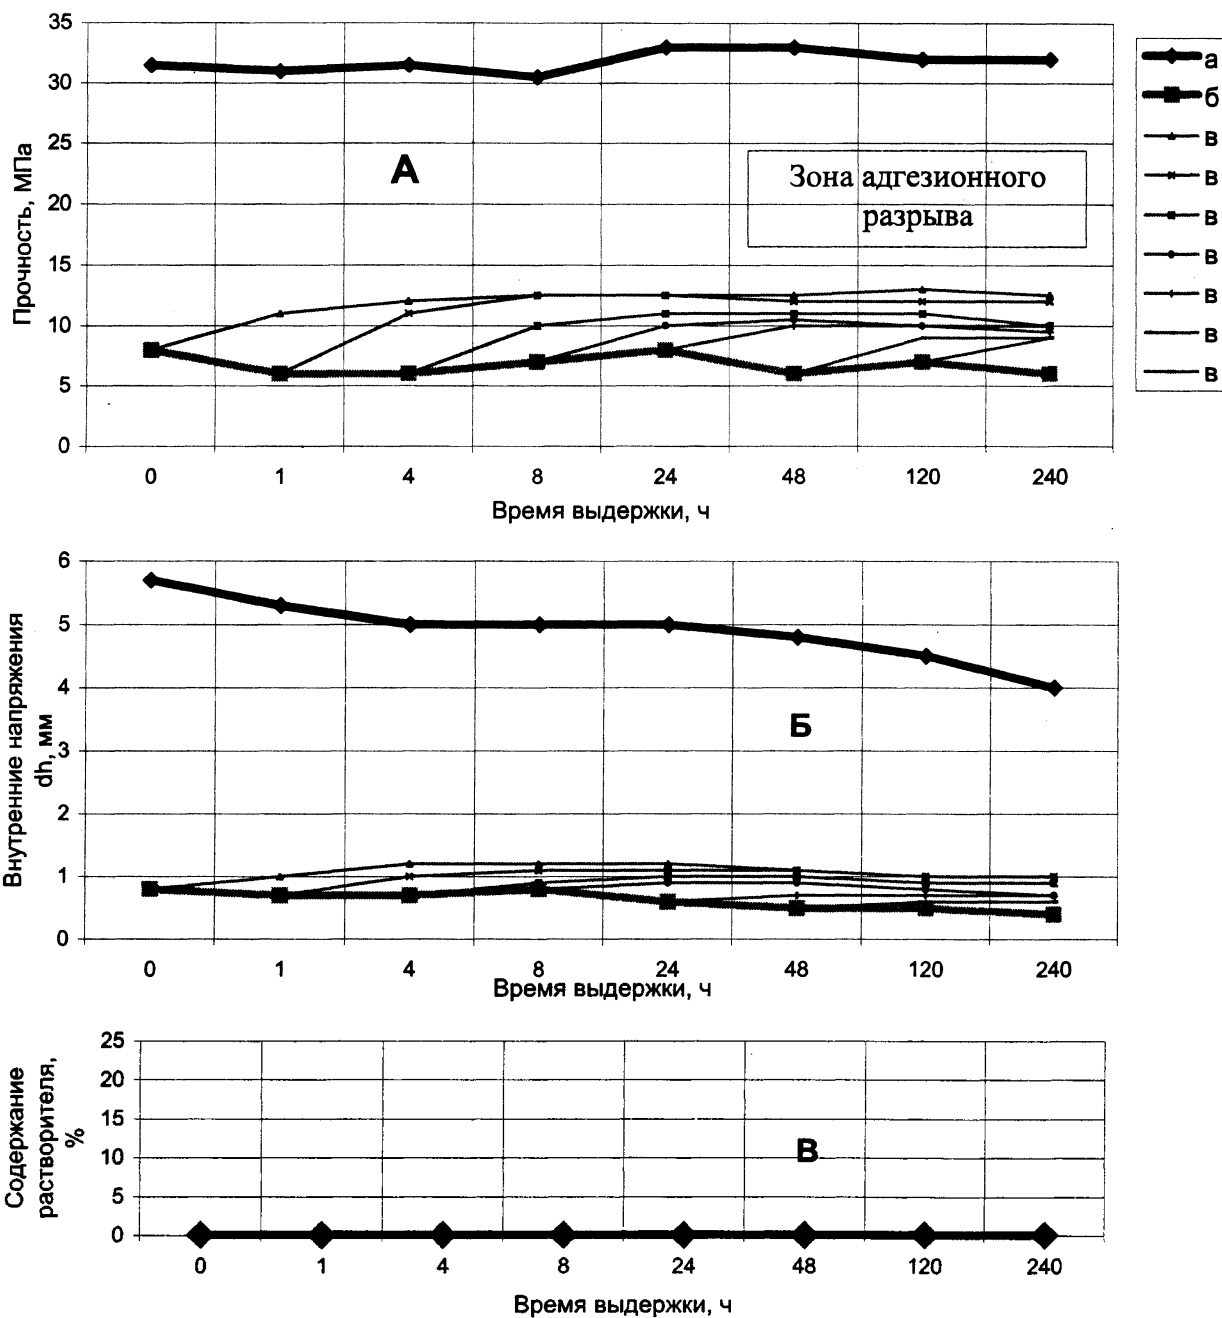 35
30
25
20
15
10
5
0
Прочность, МПа
А
Зона адгезионного
разрыва
а
б
в
в
в
в
в
в
в
0 1 4 8 24 48 120 240
Время выдержки, ч
6
5
4
3
2
1
0
Внутренние напряжения
dh, мм
Б
0 1 4 8 24 48 120 240
Время выдержки, ч
25
20
15
10
5
0
Содержание
растворителя,
%
В
0 1 4 8 24 48 120 240
Время выдержки, ч